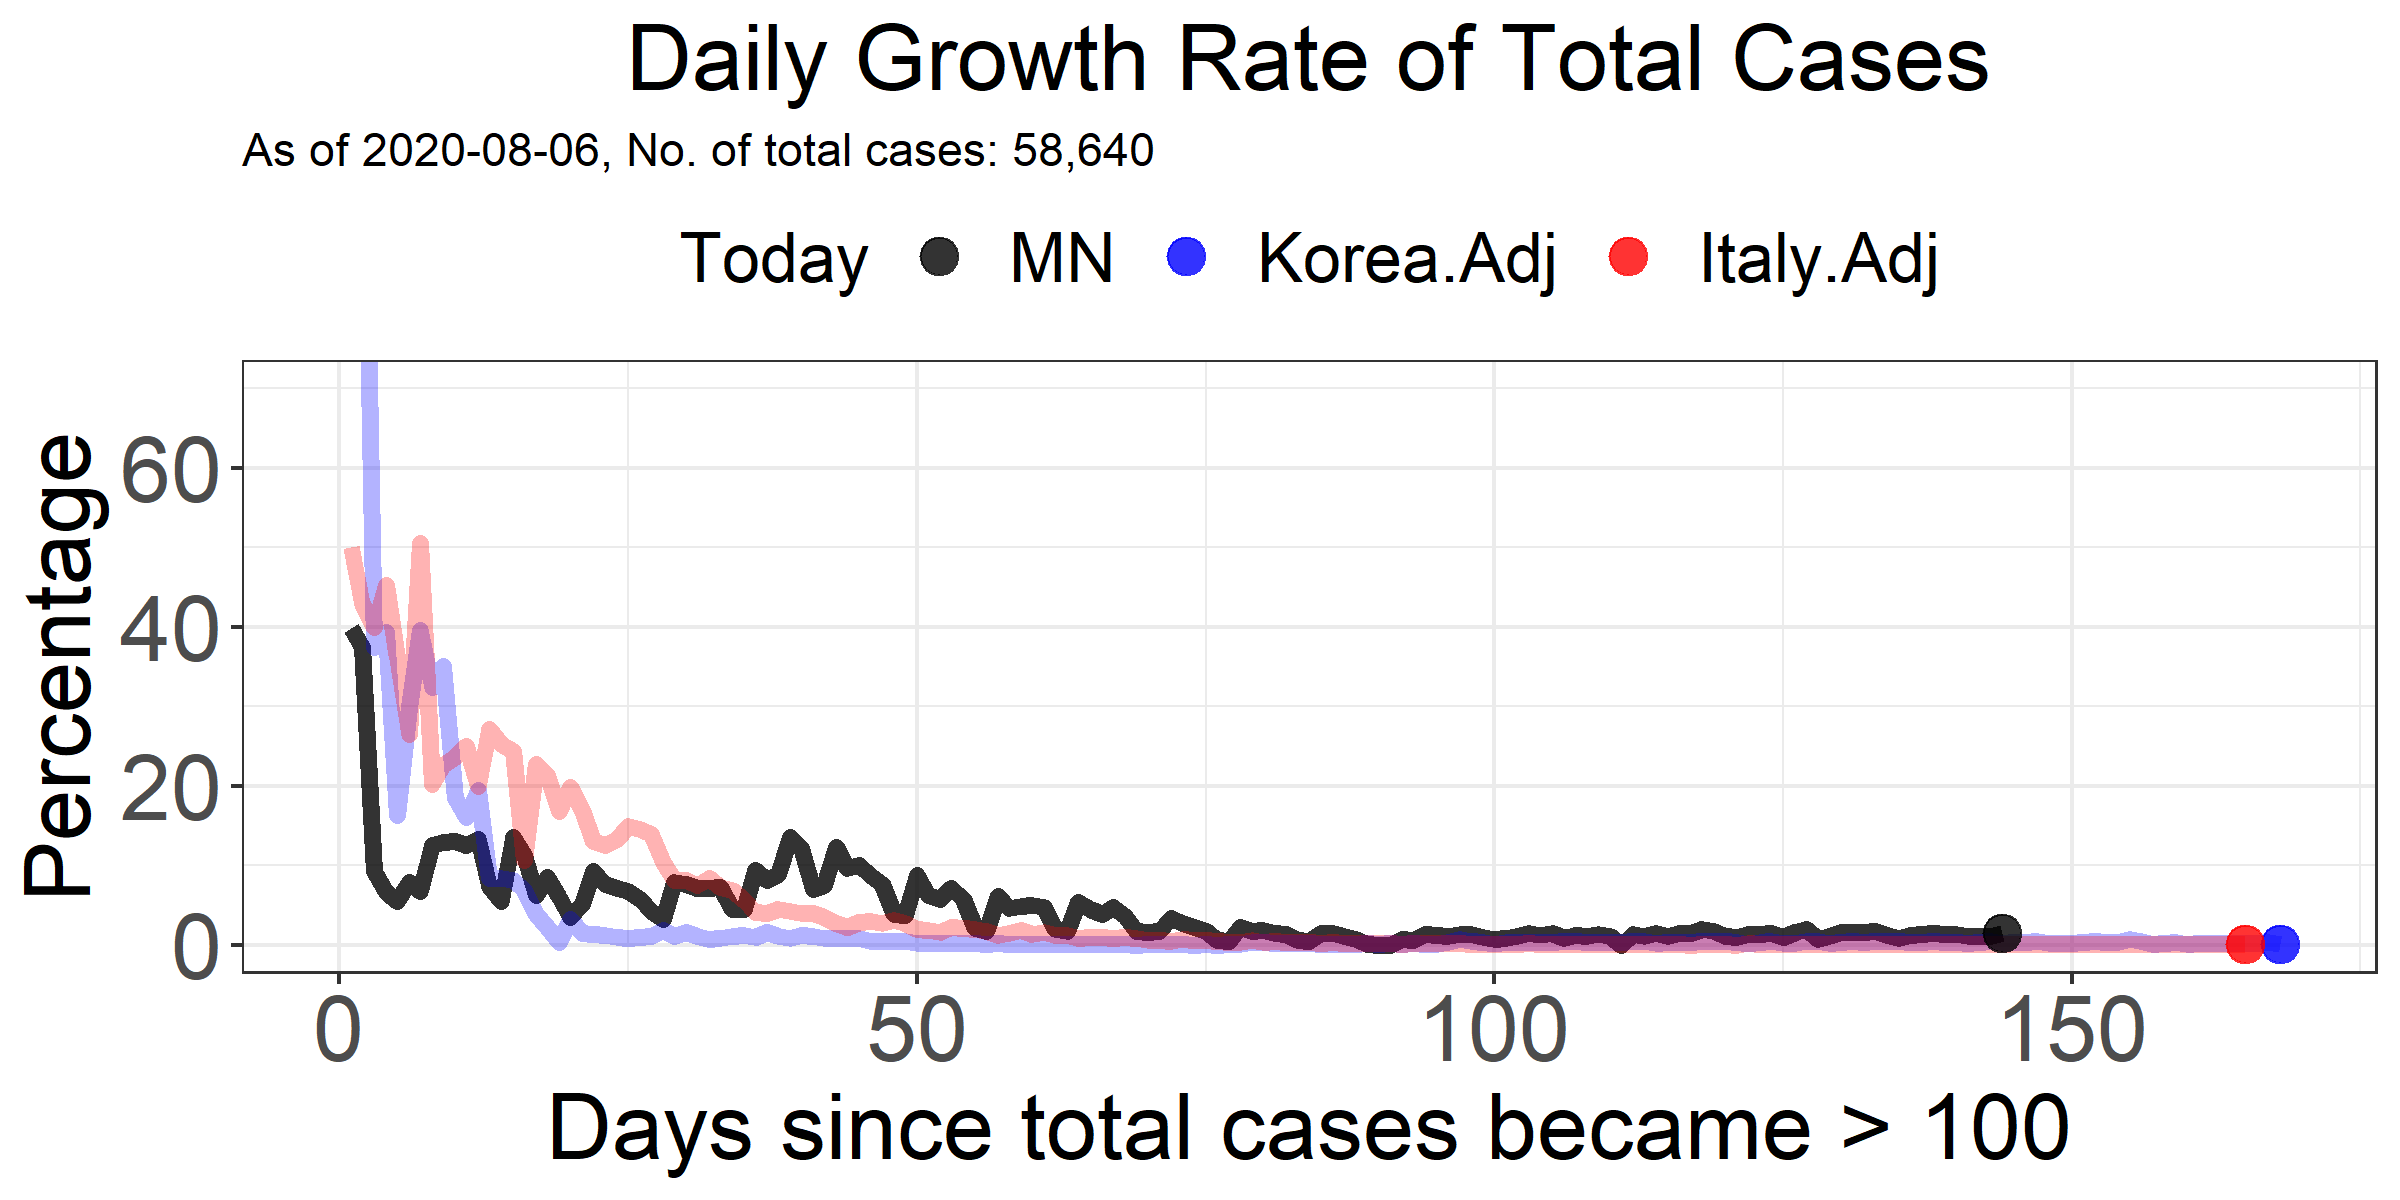 Daily Growth Rate of Total Cases
As of 2020-08-06, No. of total cases: 58,640
Today MN Korea.Adj Italy.Adj
Percentage
60
40
20
0
0 50 100 150
Days since total cases became > 100